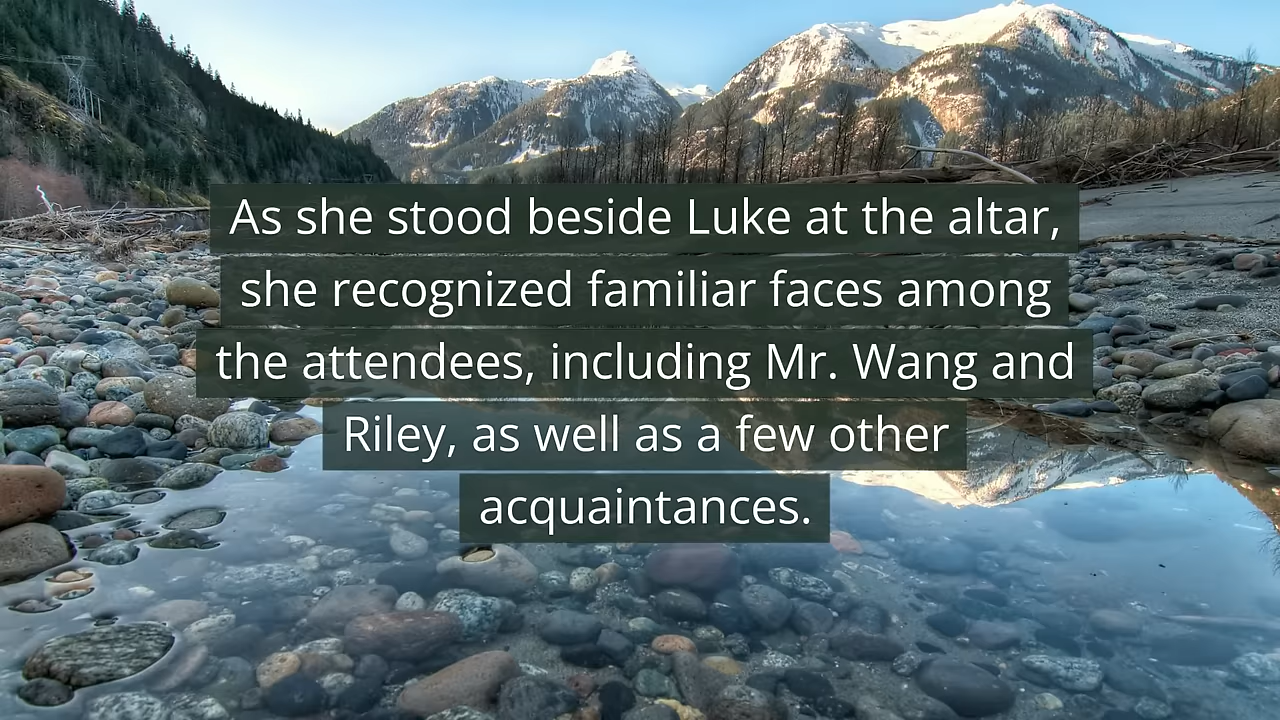 As she stood beside Luke at the altar,
she recognized familiar faces among
the attendees, including Mr. Wang and
Riley, as well as a few other
acquaintances.